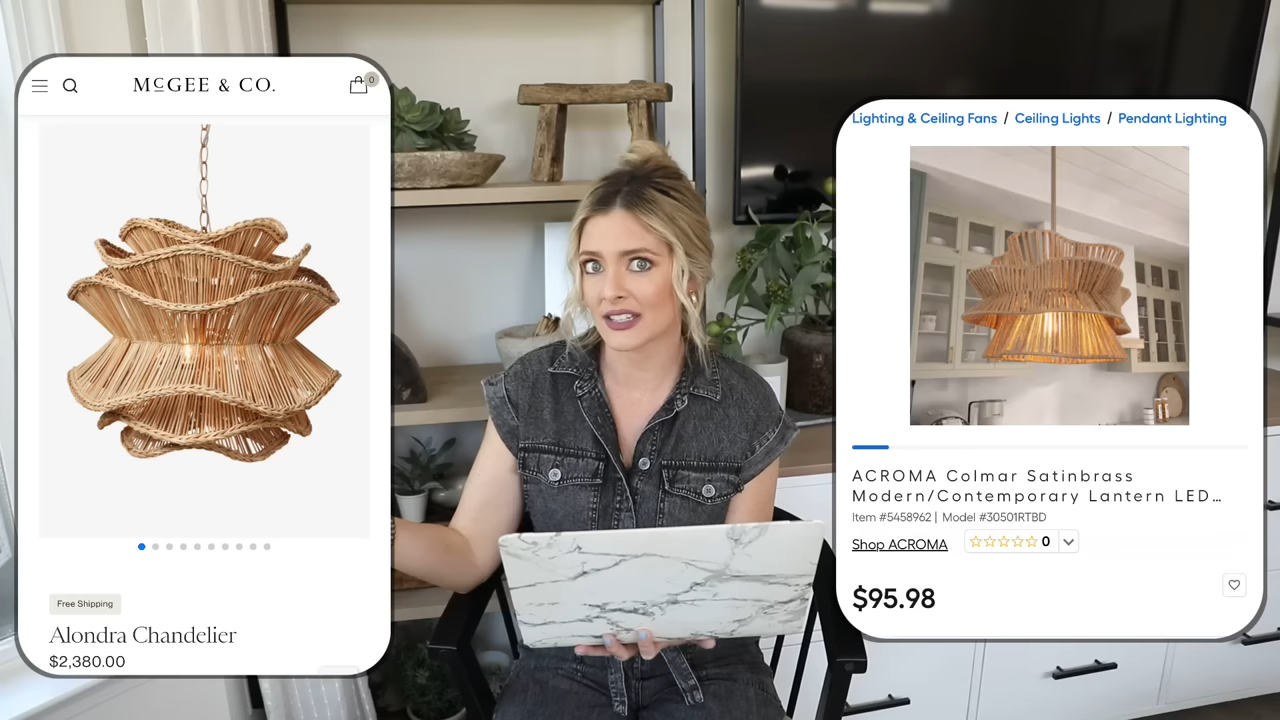 McGEE & CO.
0
Free Shipping
Alondra Chandelier
$2,380.00
Lighting & Ceiling Fans / Ceiling Lights / Pendant Lighting
ACROMA Colmar Satinbrass
Modern/Contemporary Lantern LED…
Item #5458962 | Model #30501RTBD
Shop ACROMA
0
$95.98